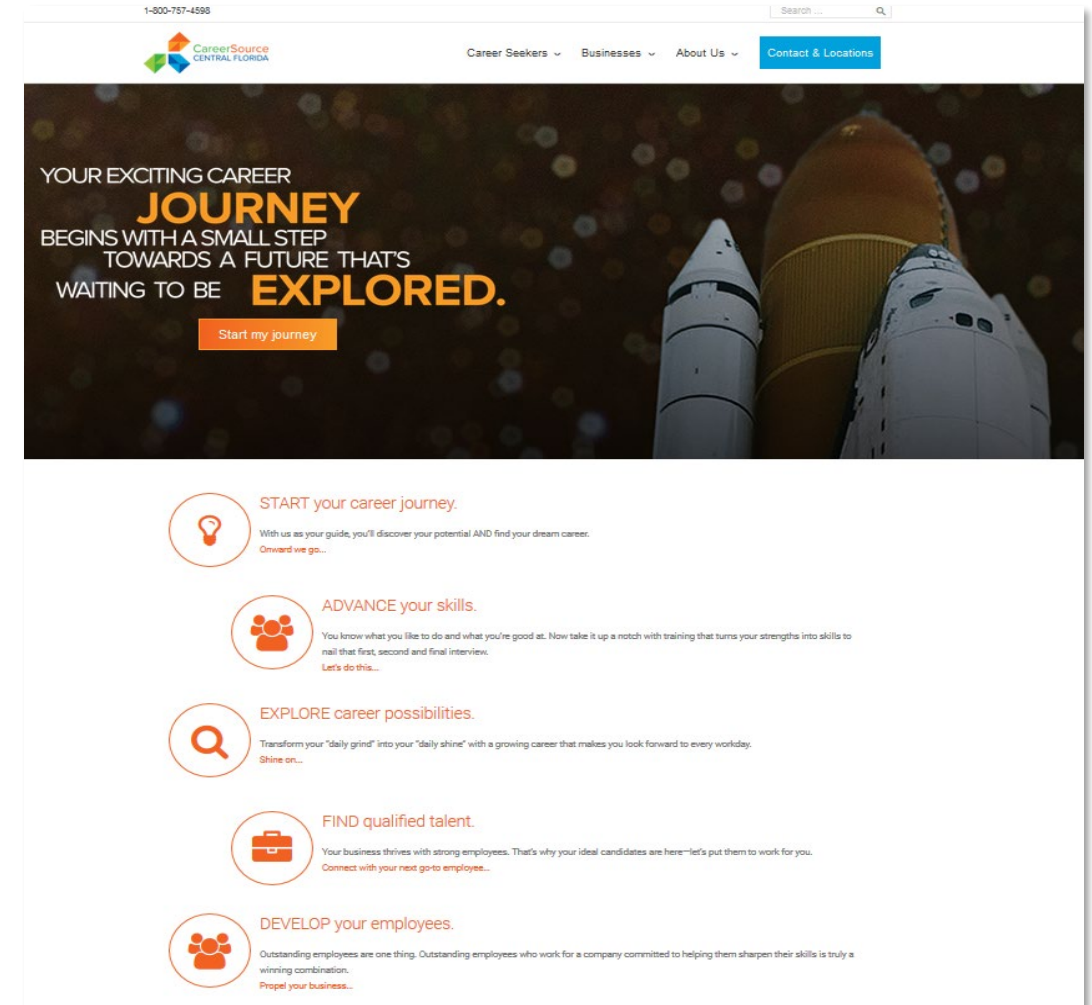 1-800-757-4598
Search ...
CareerSource
CENTRAL FLORIDA
Career Seekers
Businesses
About Us
Contact & Locations
YOUR EXCITING CAREER
JOURNEY
BEGINS WITH A SMALL STEP
TOWARDS A FUTURE THAT'S
WAITING TO BE EXPLORED.
Start my journey
START your career journey.
With us as your guide, you'll discover your potential AND find your dream career.
Onward we go...
ADVANCE your skills.
You know what you like to do and what you're good at. Now take it up a notch with training that turns your strengths into skills to
nail that first, second and final interview.
Let's do this...
EXPLORE career possibilities.
Transform your "daily grind" into your "daily shine" with a growing career that makes you look forward to every workday.
Shine on...
FIND qualified talent.
Your business thrives with strong employees. That's why your ideal candidates are here—let's put them to work for you.
Connect with your next go-to employee...
DEVELOP your employees.
Outstanding employees are one thing. Outstanding employees who work for a company committed to helping them sharpen their skills is truly a
winning combination.
Propel your business...